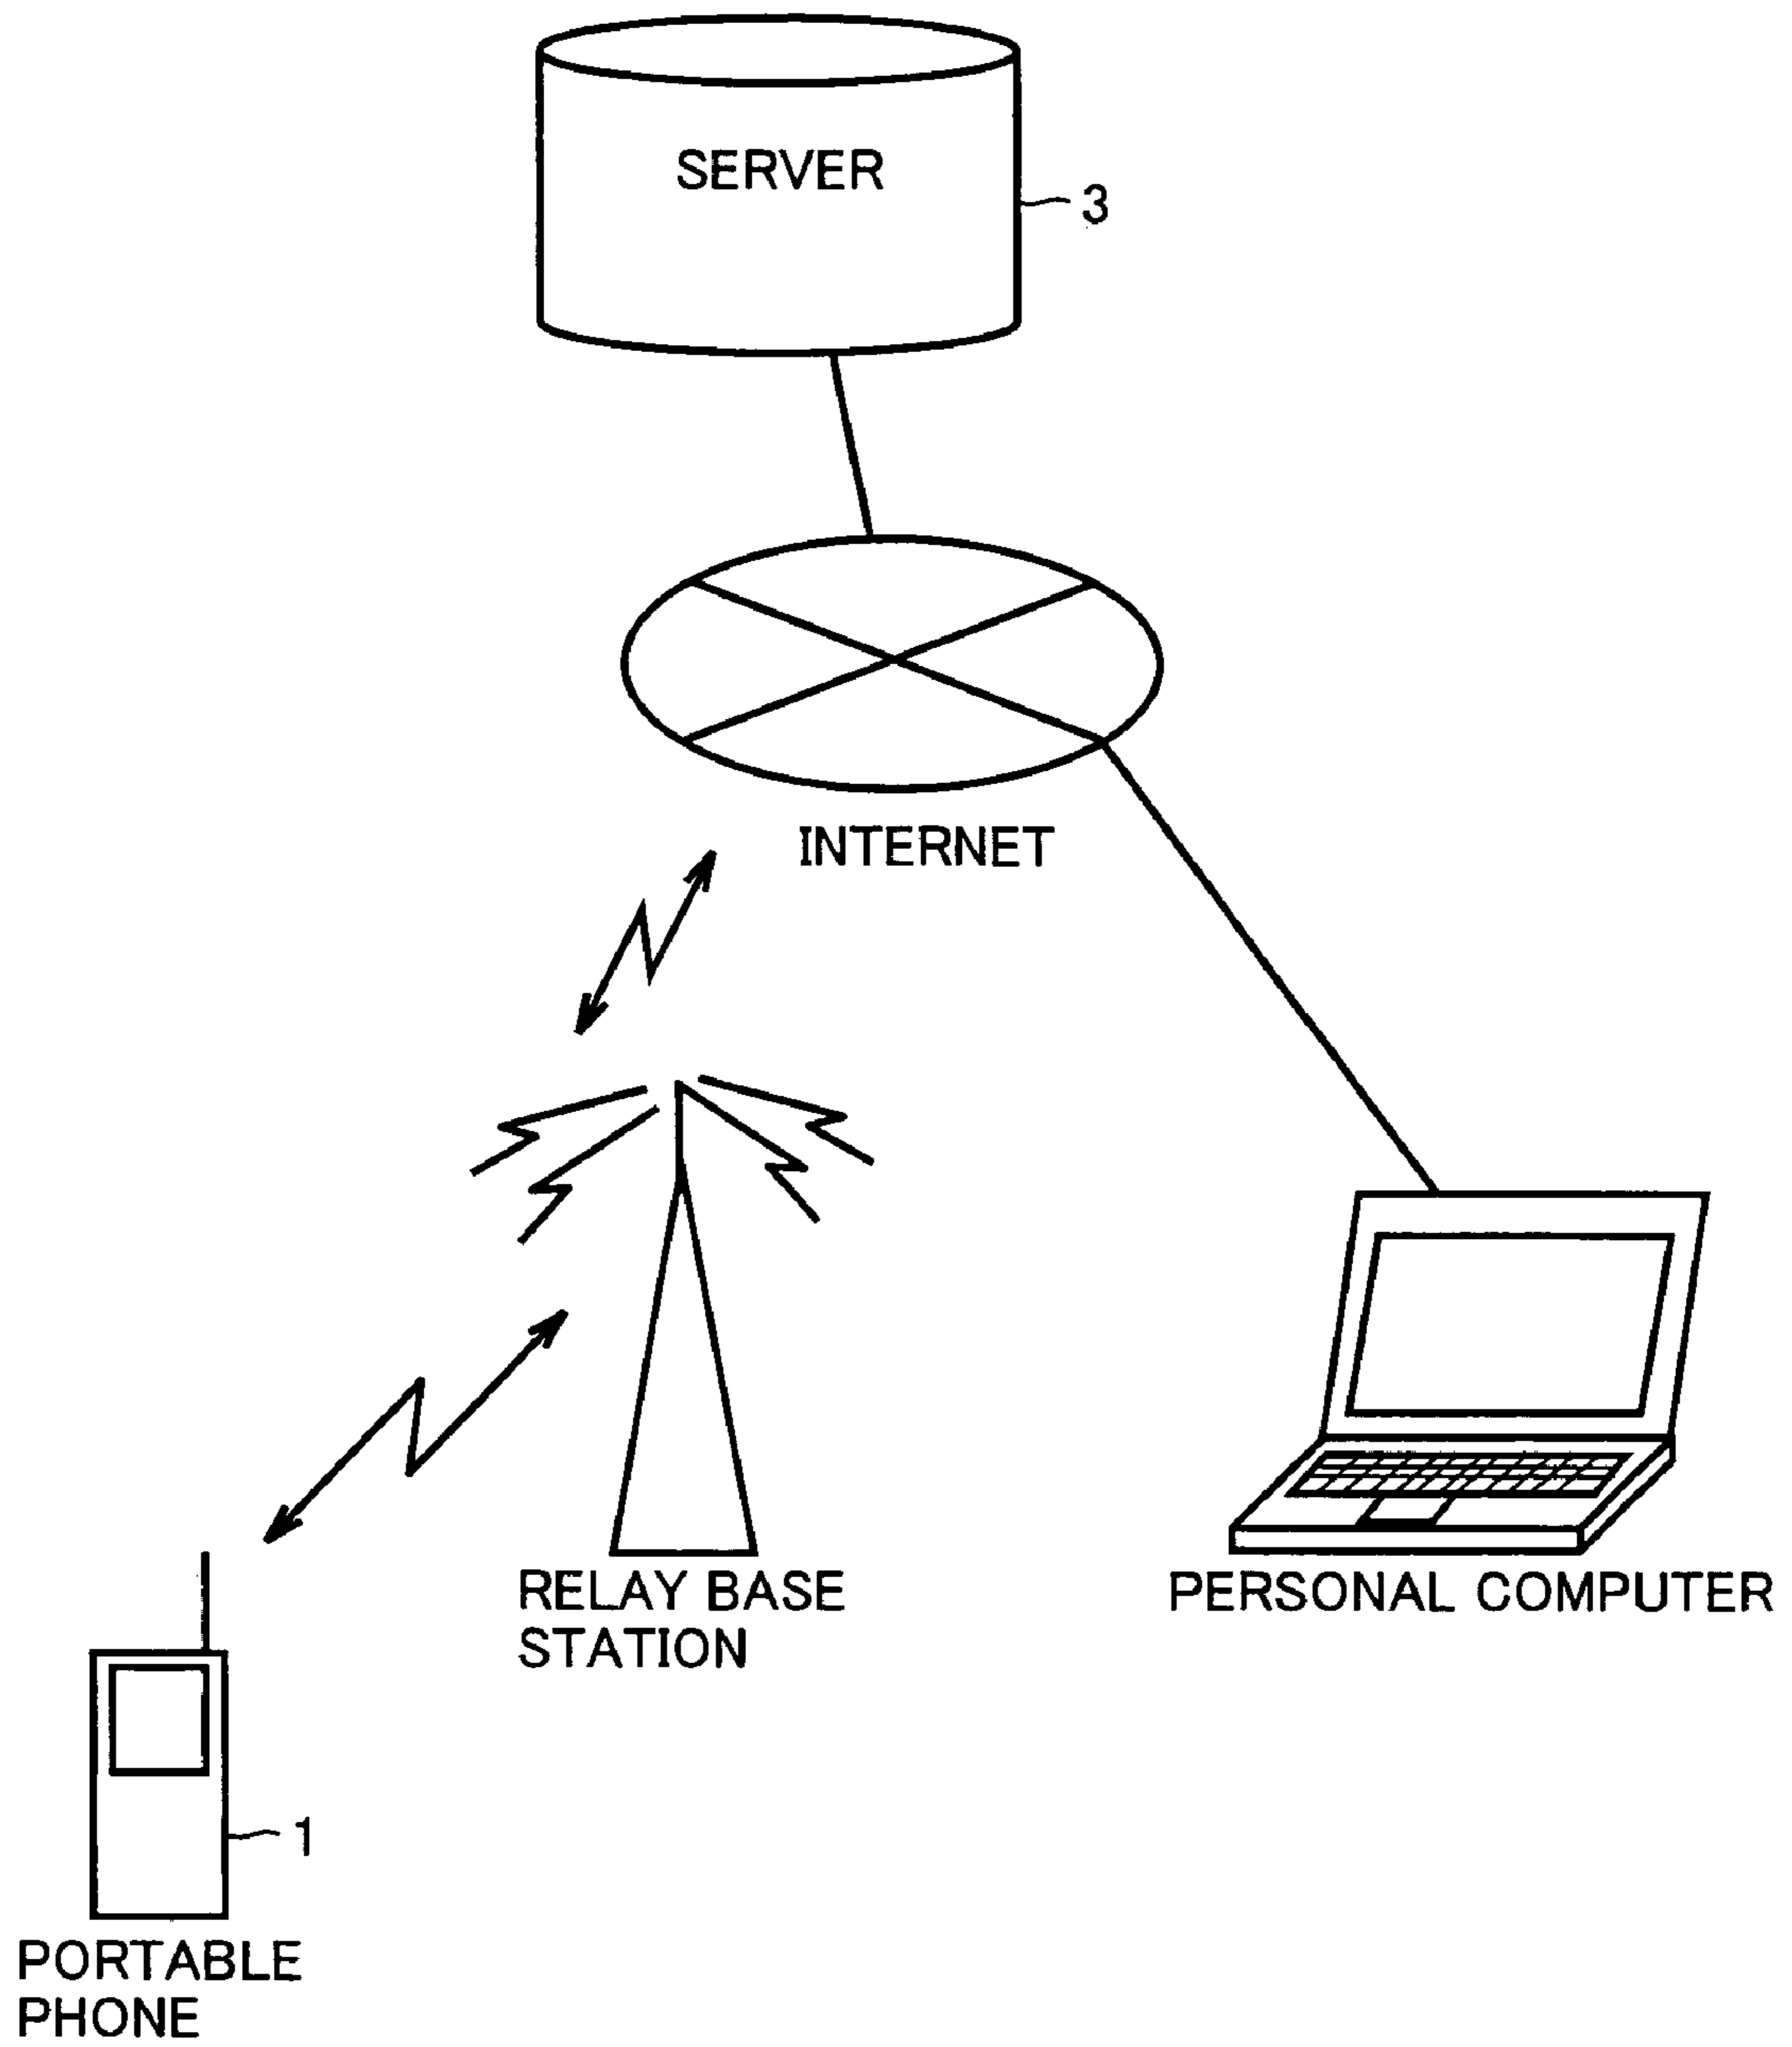 SERVER
3
INTERNET
RELAY BASE
STATION
PERSONAL COMPUTER
1
PORTABLE
PHONE